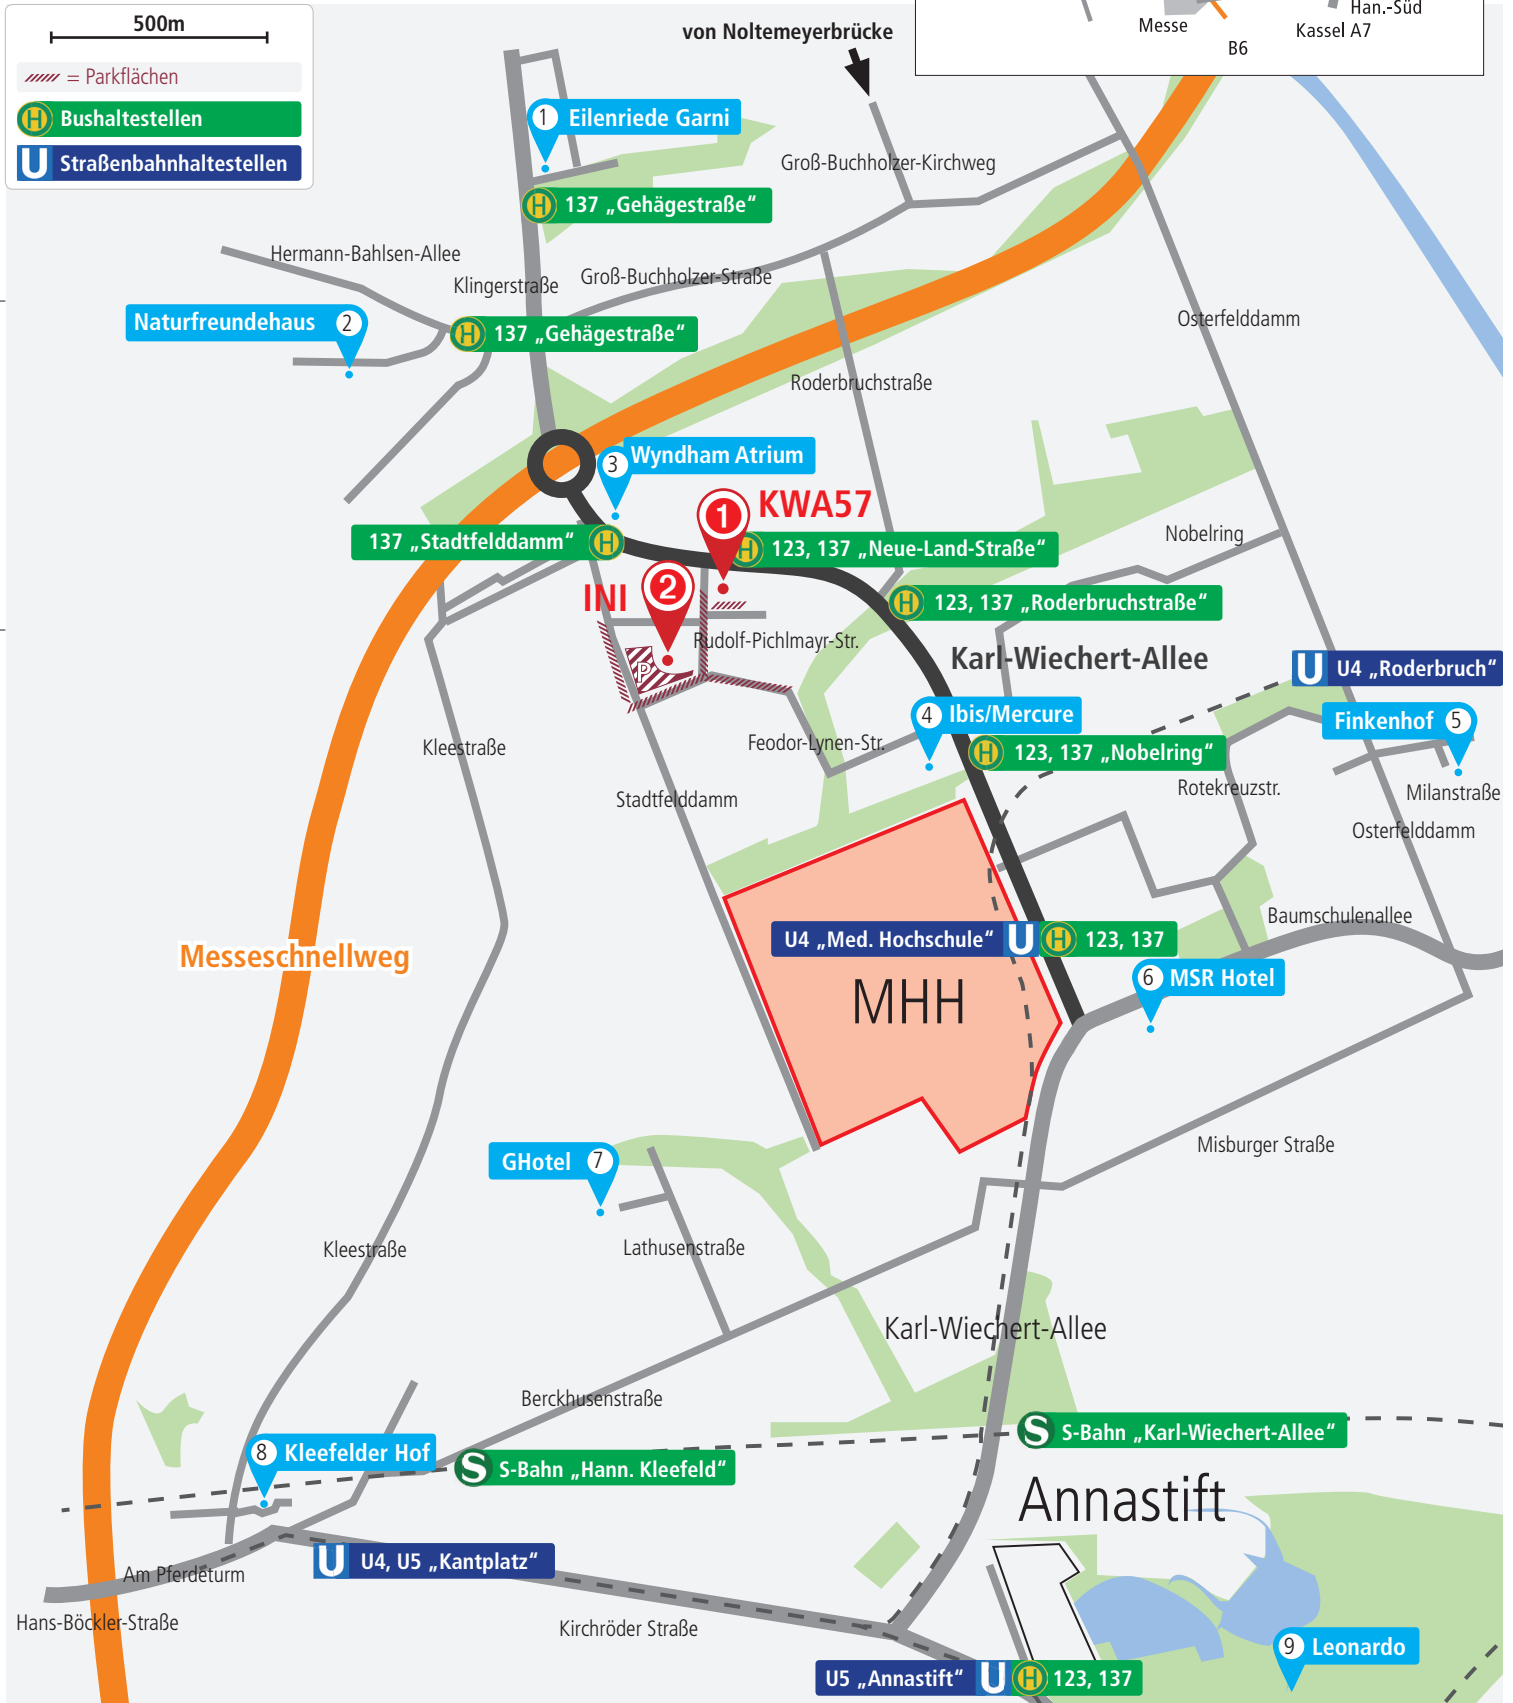 Messe
Han.-Süd
Kassel A7
B6
500m
= Parkflächen
H Bushaltestellen
U Straßenbahnhaltestellen
von Noltemeyerbrücke
1 Eilenriede Garni
Groß-Buchholzer-Kirchweg
H 137 „Gehägestraße“
Hermann-Bahlsen-Allee
Klingerstraße
Groß-Buchholzer-Straße
Naturfreundehaus 2
H 137 „Gehägestraße“
Osterfelddamm
Roderbruchstraße
3 Wyndham Atrium
1 KWA57
137 „Stadtfelddamm“ H
H 123, 137 „Neue-Land-Straße“
Nobelring
INI 2
H 123, 137 „Roderbruchstraße“
Rudolf-Pichlmayr-Str.
P
Karl-Wiechert-Allee
U U4 „Roderbruch“
4 Ibis/Mercure
Finkenhof 5
Kleestraße
Feodor-Lynen-Str.
H 123, 137 „Nobelring“
Stadtfelddamm
Rotekreuzstr.
Milanstraße
Osterfelddamm
Baumschulenallee
U4 „Med. Hochschule“ U H 123, 137
Messeschnellweg
6 MSR Hotel
MHH
Misburger Straße
GHotel 7
Kleestraße
Lathusenstraße
Karl-Wiechert-Allee
Berckhusenstraße
S S-Bahn „Karl-Wiechert-Allee“
8 Kleefelder Hof
S S-Bahn „Hann. Kleefeld“
Annastift
U U4, U5 „Kantplatz“
Am Pferdeturm
Hans-Böckler-Straße
Kirchröder Straße
9 Leonardo
U5 „Annastift“ U H 123, 137